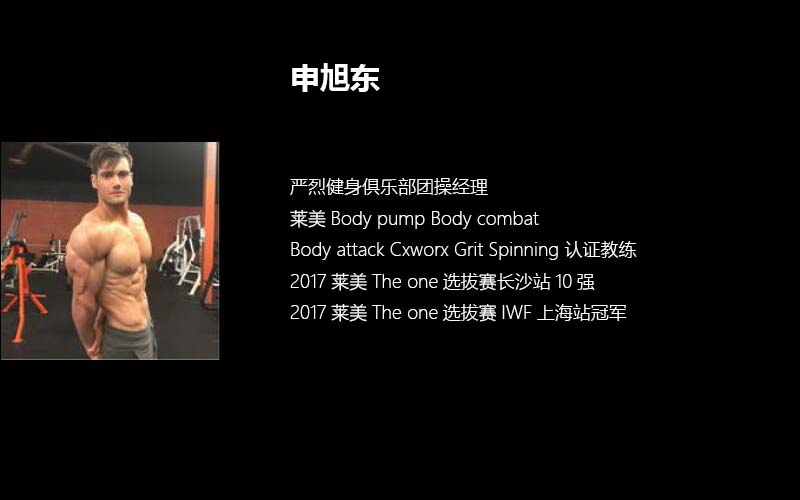 申旭东
严烈健身俱乐部团操经理
莱美 Body pump Body combat
Body attack Cxworx Grit Spinning 认证教练
2017 莱美 The one 选拔赛长沙站 10 强
2017 莱美 The one 选拔赛 IWF 上海站冠军